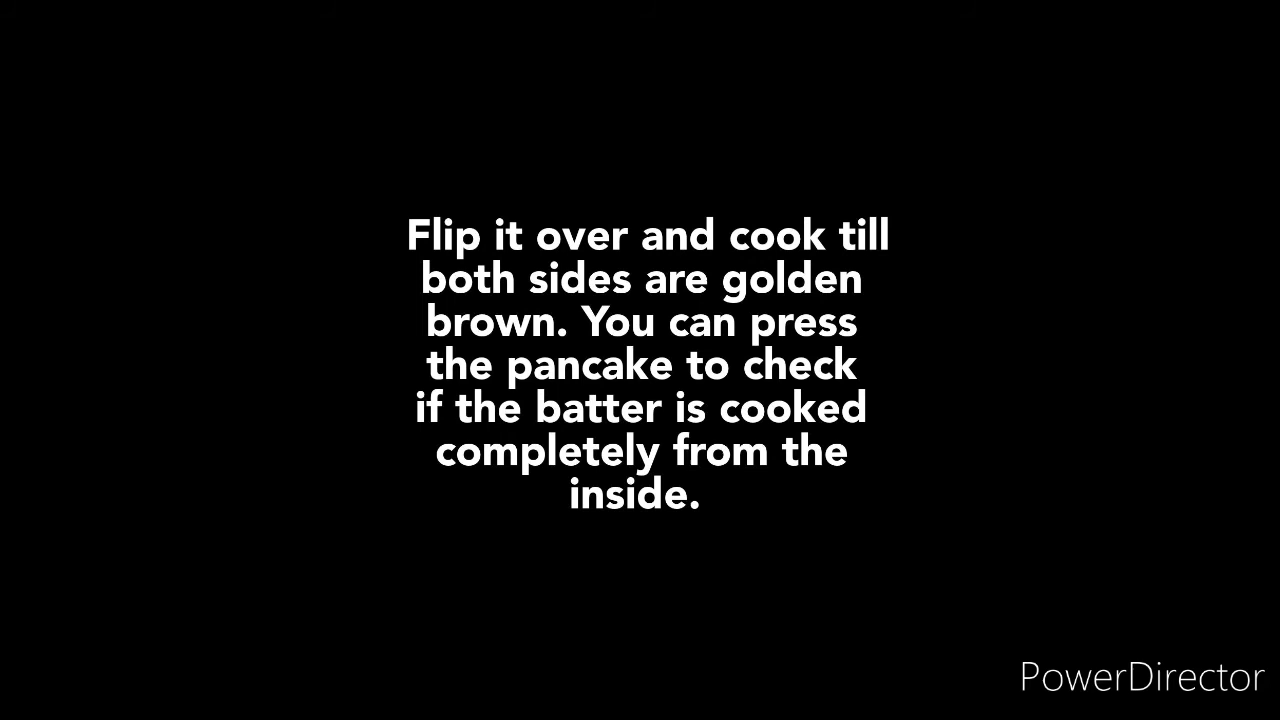 Flip it over and cook till
both sides are golden
brown. You can press
the pancake to check
if the batter is cooked
completely from the
inside.
PowerDirector